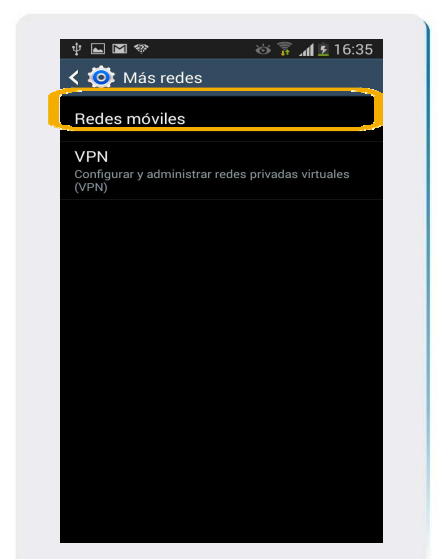 16:35
Más redes
Redes móviles
VPN
Configurar y administrar redes privadas virtuales
(VPN)